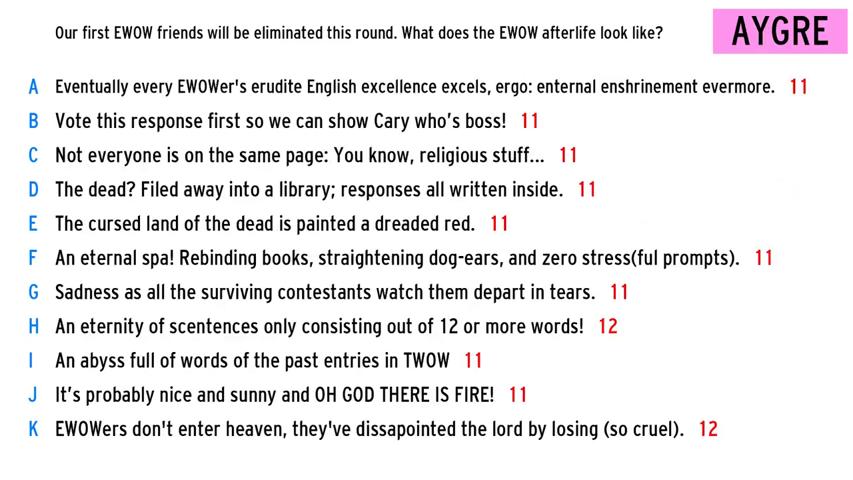 Our first EWOW friends will be eliminated this round. What does the EWOW afterlife look like?
AYGRE
A Eventually every EWOWer's erudite English excellence excels, ergo: enternal enshrinement evermore. 11
B Vote this response first so we can show Cary who's boss! 11
C Not everyone is on the same page: You know, religious stuff... 11
D The dead? Filed away into a library; responses all written inside. 11
E The cursed land of the dead is painted a dreaded red. 11
F An eternal spa! Rebinding books, straightening dog-ears, and zero stress(ful prompts). 11
G Sadness as all the surviving contestants watch them depart in tears. 11
H An eternity of scentences only consisting out of 12 or more words! 12
I An abyss full of words of the past entries in TWOW 11
J It's probably nice and sunny and OH GOD THERE IS FIRE! 11
K EWOWers don't enter heaven, they've dissapointed the lord by losing (so cruel). 12